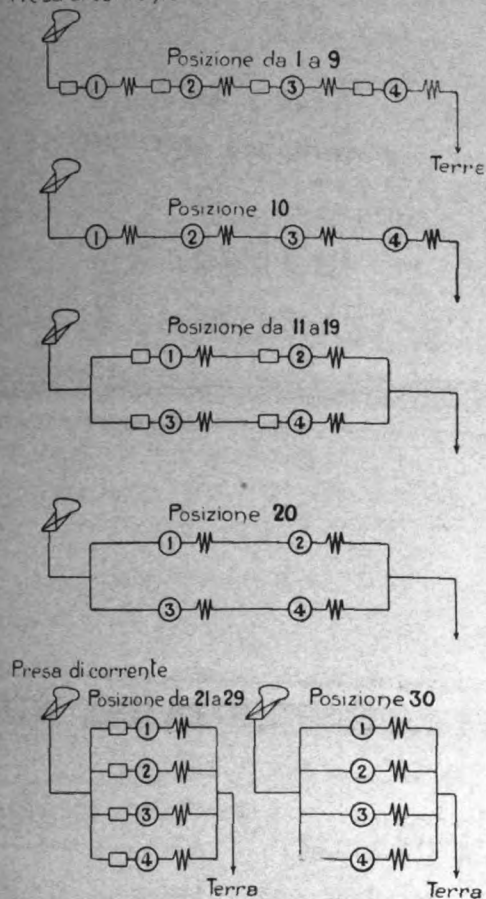 Posizione da 1 a 9
1 2 3 4
Terre
Posizione 10
1 2 3 4
Posizione da 11 a 19
1 2
3 4
Posizione 20
1 2
3 4
Presa di corrente
Posizione da 21 a 29 Posizione 30
1 1
2 2
3 3
4 4
Terra Terra